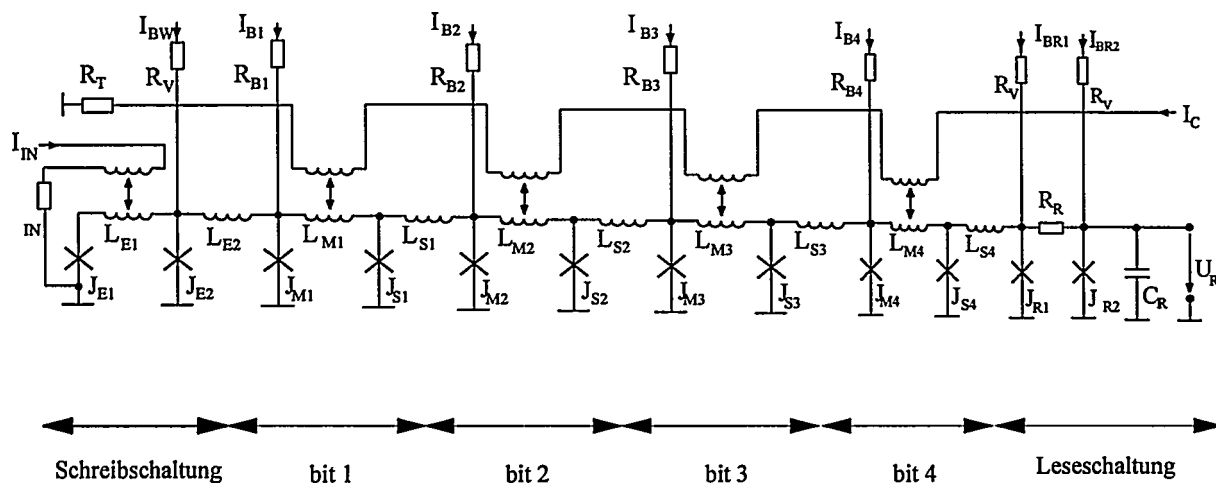 I_BW I_B1 I_B2 I_B3 I_B4 I_BR1 I_BR2
R_T R_V R_B1 R_B2 R_B3 R_B4 R_V R_V
I_IN I_C
IN L_E1 L_E2 L_M1 L_S1 L_M2 L_S2 L_M3 L_S3 L_M4 L_S4 R_R
J_E1 J_E2 J_M1 J_S1 J_M2 J_S2 J_M3 J_S3 J_M4 J_S4 J_R1 J_R2 C_R U_R
Schreibschaltung bit 1 bit 2 bit 3 bit 4 Leseschaltung